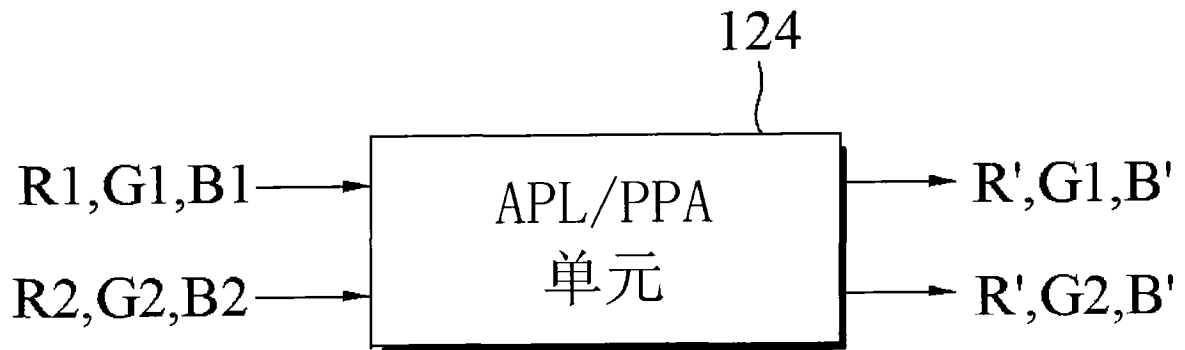 124
R1,G1,B1
R2,G2,B2
APL/PPA
单元
R',G1,B'
R',G2,B'